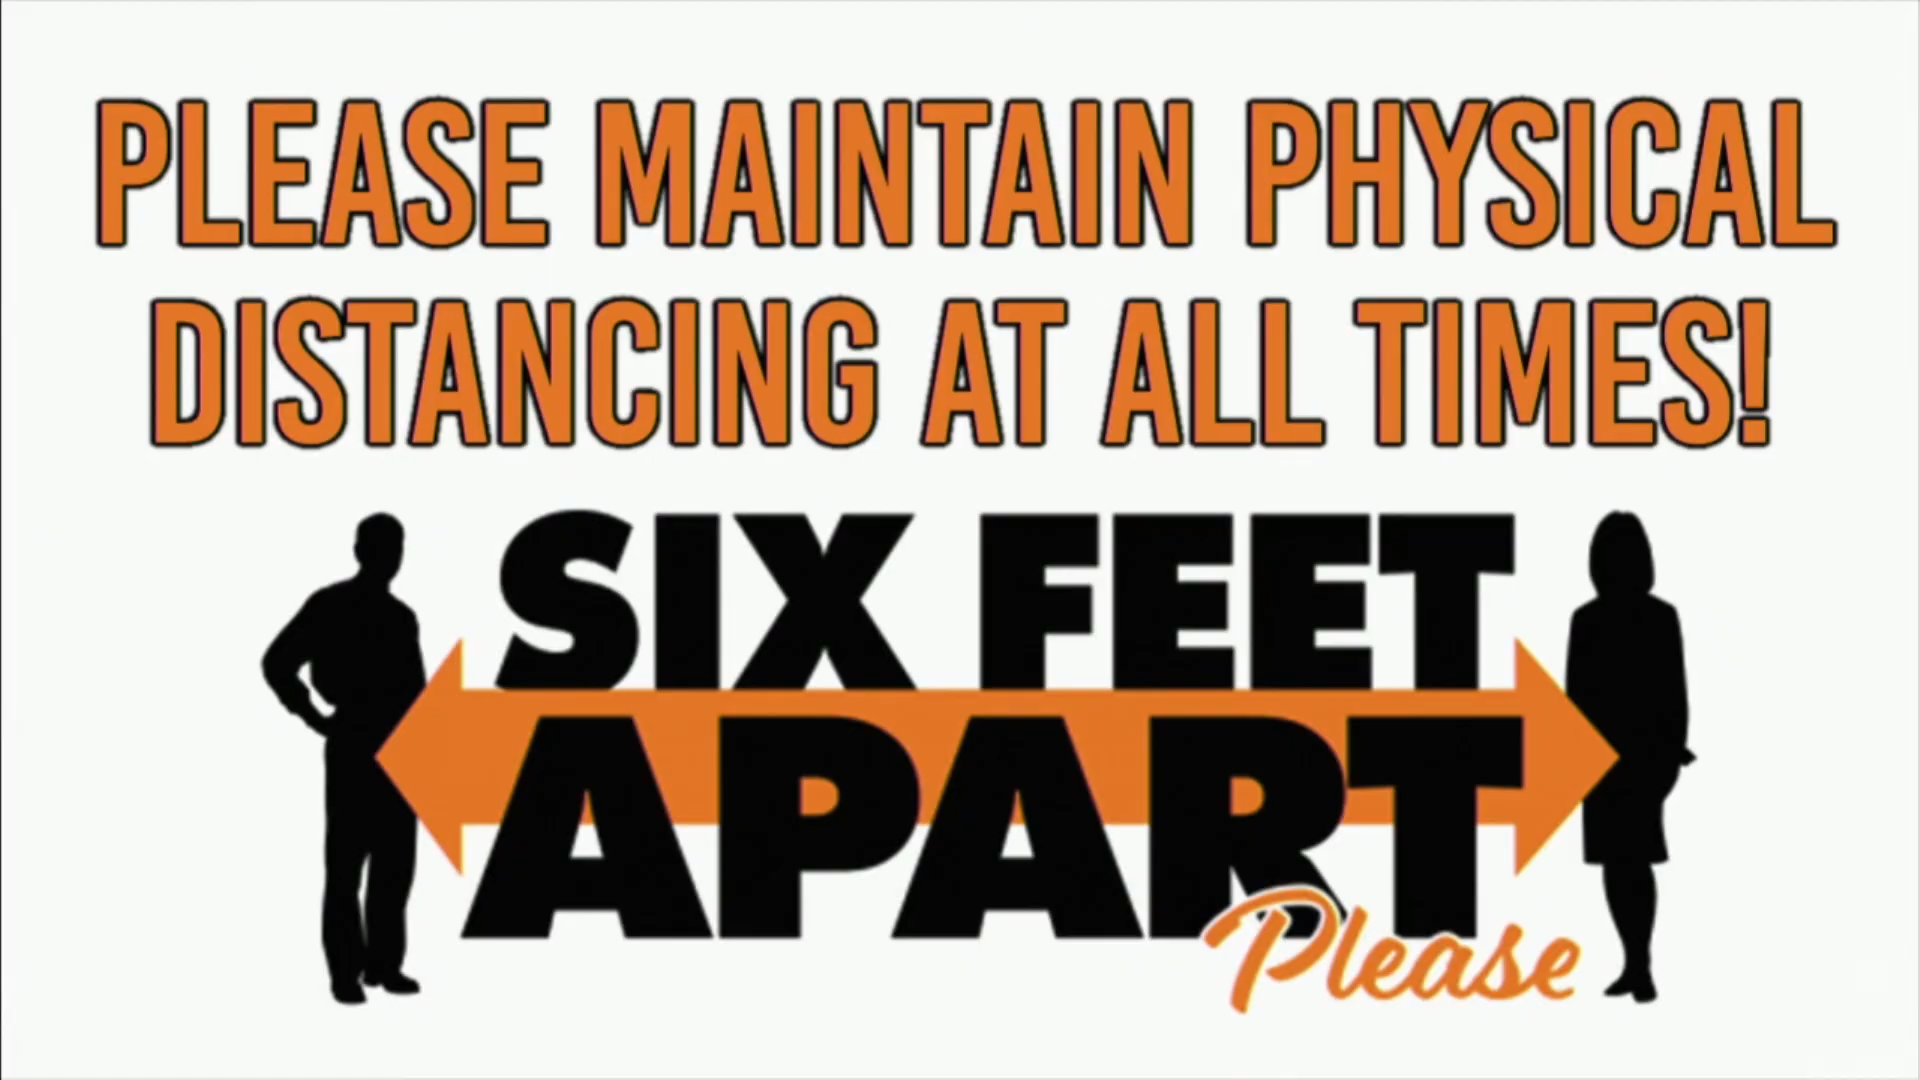 PLEASE MAINTAIN PHYSICAL
DISTANCING AT ALL TIMES!
SIX FEET
APART
Please